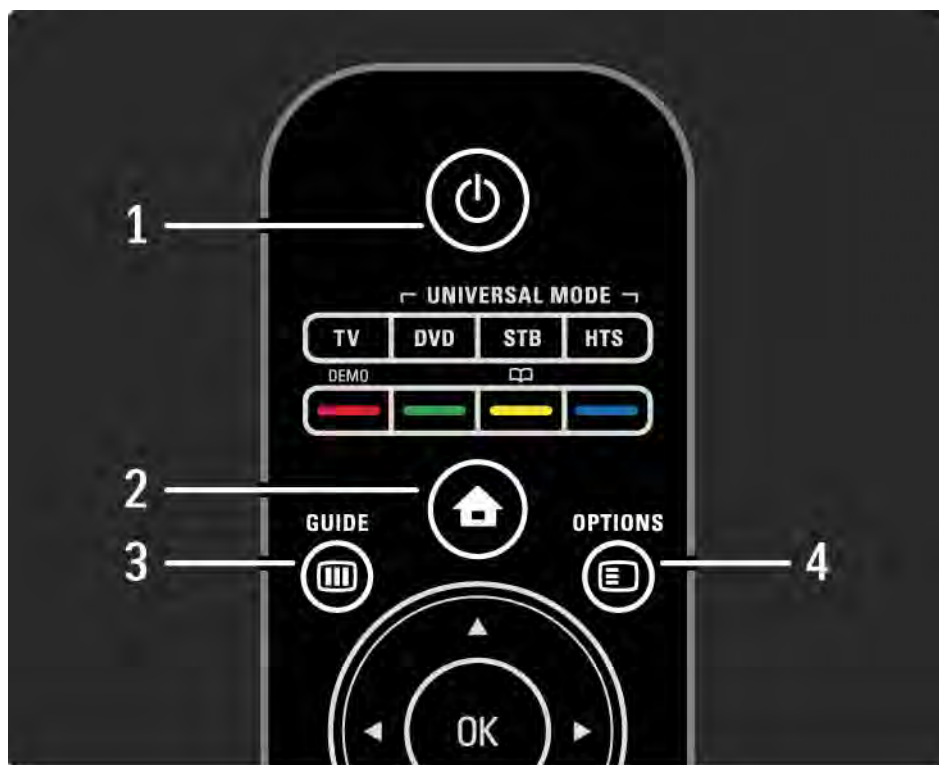 1
UNIVERSAL MODE
TV DVD STB HTS
DEMO
2
GUIDE OPTIONS
3 4
OK